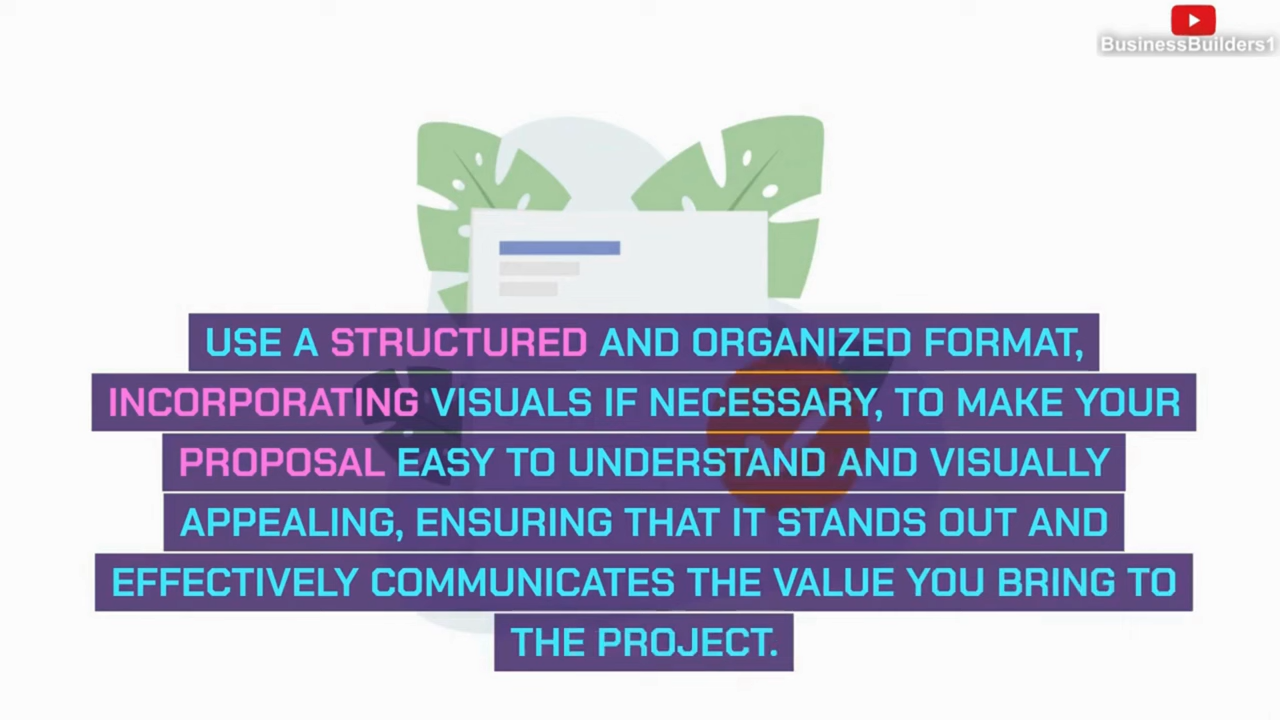 BusinessBuilders1
USE A STRUCTURED AND ORGANIZED FORMAT,
INCORPORATING VISUALS IF NECESSARY, TO MAKE YOUR
PROPOSAL EASY TO UNDERSTAND AND VISUALLY
APPEALING, ENSURING THAT IT STANDS OUT AND
EFFECTIVELY COMMUNICATES THE VALUE YOU BRING TO
THE PROJECT.